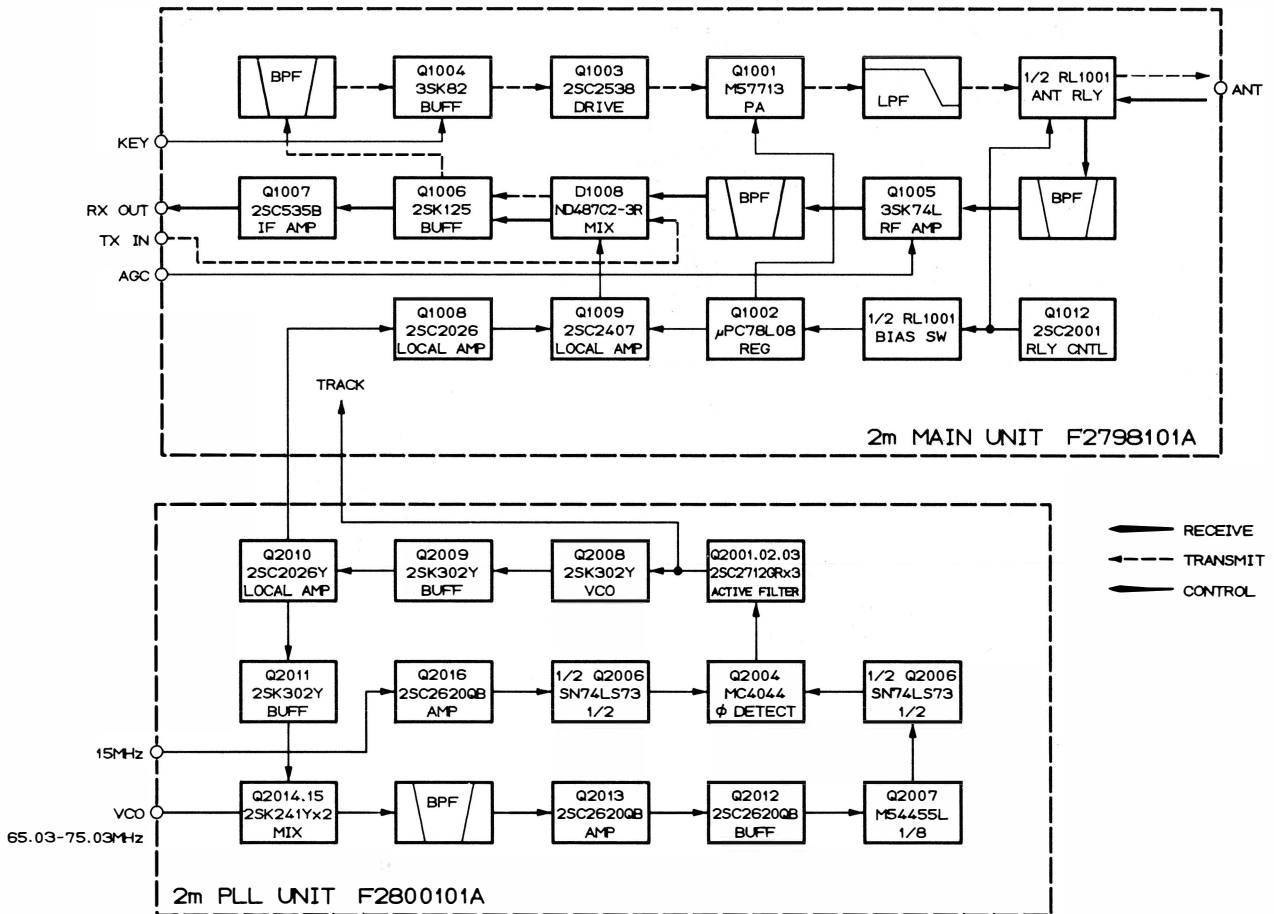 BPF
Q1004
3SK82
BUFF
Q1003
2SC2538
DRIVE
Q1001
M57713
PA
LPF
1/2 RL1001
ANT RLY
ANT
KEY
RX OUT
TX IN
AGC
Q1007
2SC535B
IF AMP
Q1006
2SK125
BUFF
D1008
ND487C2-3R
MIX
BPF
Q1005
3SK74L
RF AMP
BPF
Q1008
2SC2026
LOCAL AMP
Q1009
2SC2407
LOCAL AMP
Q1002
μPC78L08
REG
1/2 RL1001
BIAS SW
Q1012
2SC2001
RLY CNTL
TRACK
2m MAIN UNIT F2798101A
Q2010
2SC2026Y
LOCAL AMP
Q2009
2SK302Y
BUFF
Q2008
2SK302Y
VCO
Q2001.02.03
2SC2712GRx3
ACTIVE FILTER
RECEIVE
TRANSMIT
CONTROL
Q2011
2SK302Y
BUFF
Q2016
2SC2620QB
AMP
1/2 Q2006
SN74LS73
1/2
Q2004
MC4044
φ DETECT
1/2 Q2006
SN74LS73
1/2
15MHz
VCO
65.03-75.03MHz
Q2014.15
2SK241Yx2
MIX
BPF
Q2013
2SC2620QB
AMP
Q2012
2SC2620QB
BUFF
Q2007
M54455L
1/8
2m PLL UNIT F2800101A